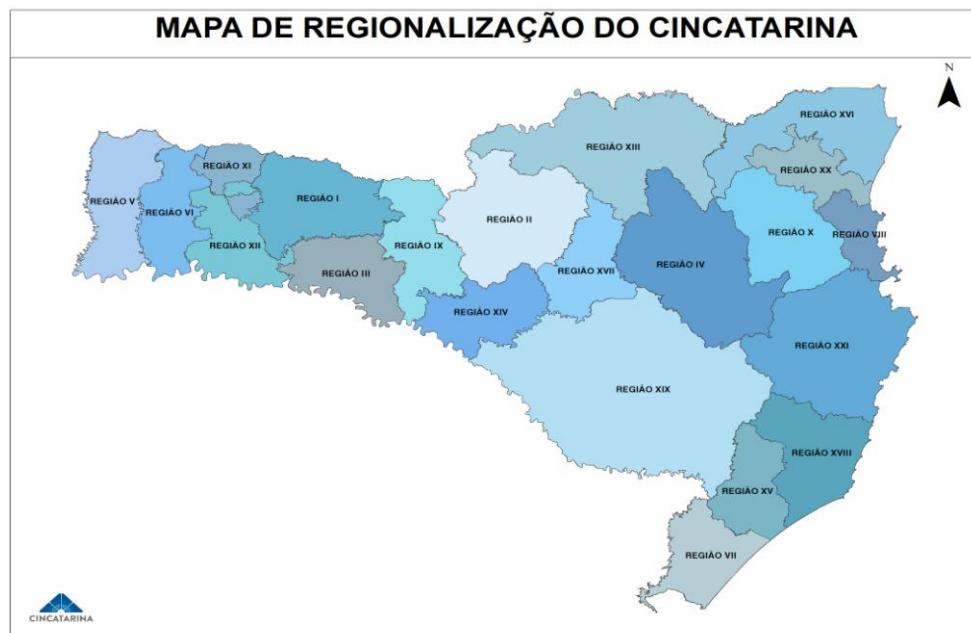 MAPA DE REGIONALIZAÇÃO DO CINCATARINA
N
REGIÃO XVI
REGIÃO XIII
REGIÃO XI
REGIÃO XX
REGIÃO I
REGIÃO V
REGIÃO VI
REGIÃO II
REGIÃO X
REGIÃO VIII
REGIÃO XII
REGIÃO IX
REGIÃO III
REGIÃO XVII
REGIÃO IV
REGIÃO XIV
REGIÃO XXI
REGIÃO XIX
REGIÃO XVIII
REGIÃO XV
REGIÃO VII
CINCATARINA